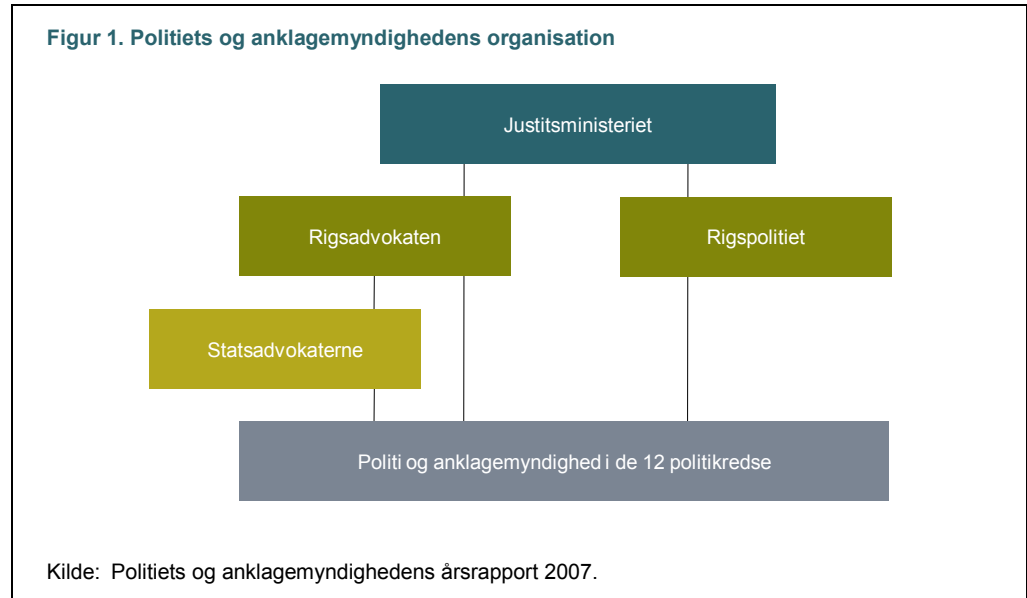 Figur 1. Politiets og anklagemyndighedens organisation
Justitsministeriet
Rigsadvokaten
Rigspolitiet
Statsadvokaterne
Politi og anklagemyndighed i de 12 politikredse
Kilde: Politiets og anklagemyndighedens årsrapport 2007.